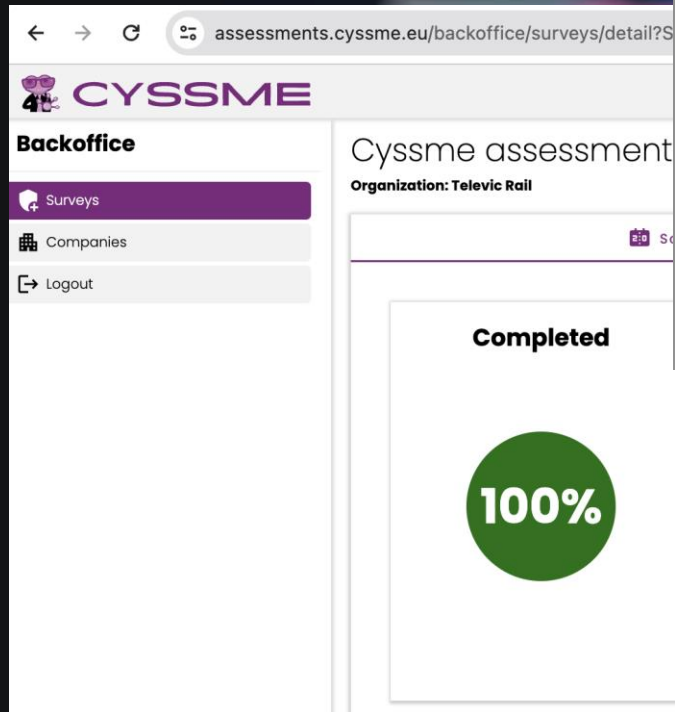 assessments.cyssme.eu/backoffice/surveys/detail?S
CYSSME
Backoffice
Surveys
Companies
Logout
Cyssme assessment
Organization: Televic Rail
Completed
100%